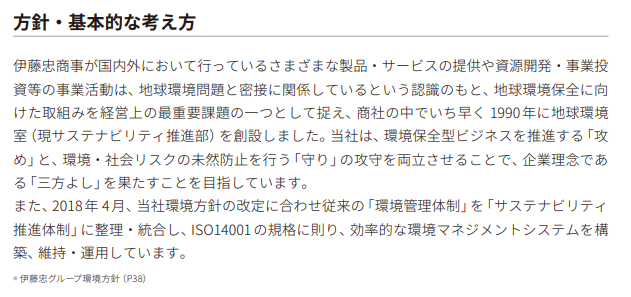 方針・基本的な考え方
伊藤忠商事が国内外において行っているさまざまな製品・サービスの提供や資源開発・事業投
資等の事業活動は、地球環境問題と密接に関係しているという認識のもと、地球環境保全に向
けた取組みを経営上の最重要課題の一つとして捉え、商社の中でいち早く1990年に地球環境
室（現サステナビリティ推進部）を創設しました。当社は、環境保全型ビジネスを推進する「攻
め」と、環境・社会リスクの未然防止を行う「守り」の攻守を両立させることで、企業理念であ
る「三方よし」を果たすことを目指しています。
また、2018年4月、当社環境方針の改定に合わせ従来の「環境管理体制」を「サステナビリティ
推進体制」に整理・統合し、ISO14001の規格に則り、効率的な環境マネジメントシステムを構
築、維持・運用しています。
伊藤忠グループ環境方針（P38）